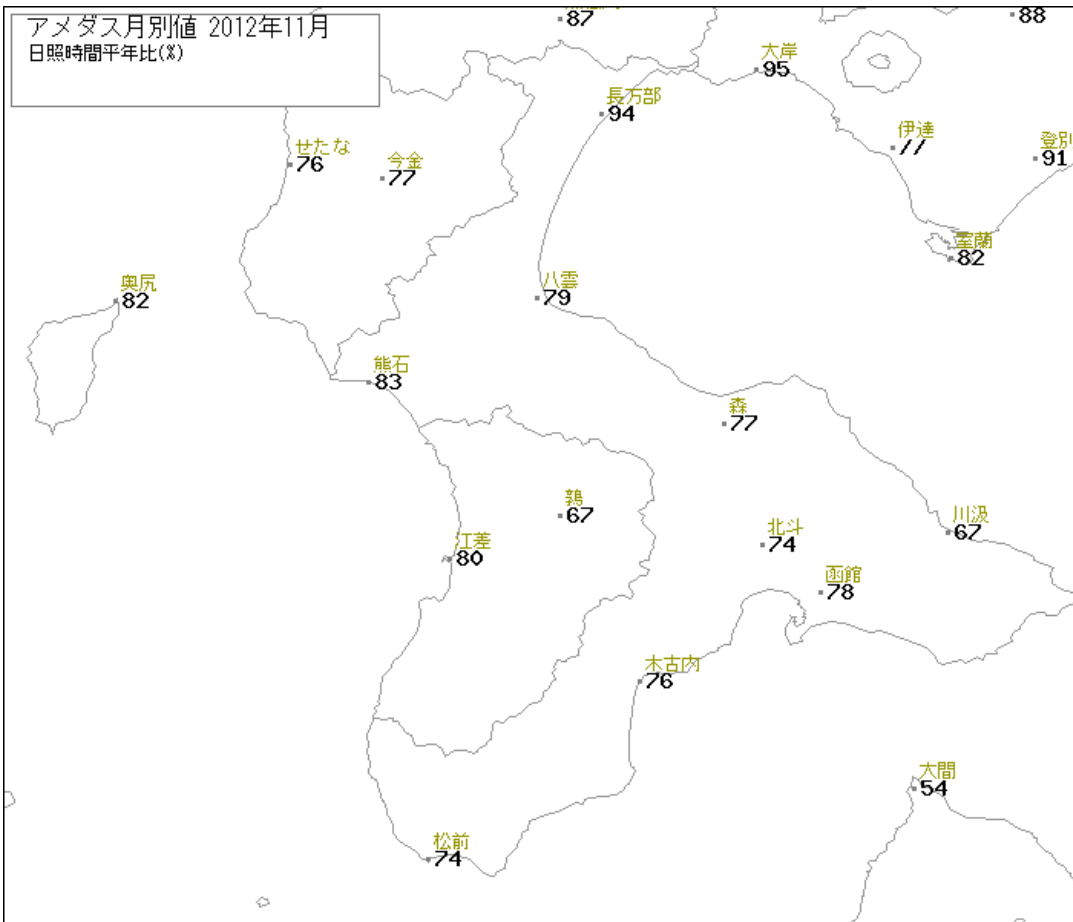 アメダス月別値 2012年11月
日照時間平年比(%)
87
88
大岸
95
長万部
94
伊達
77
登別
91
せたな
76
今金
77
室蘭
82
奥尻
82
八雲
79
熊石
83
森
77
鶉
67
川汲
67
江差
80
北斗
74
函館
78
木古内
76
大間
54
松前
74